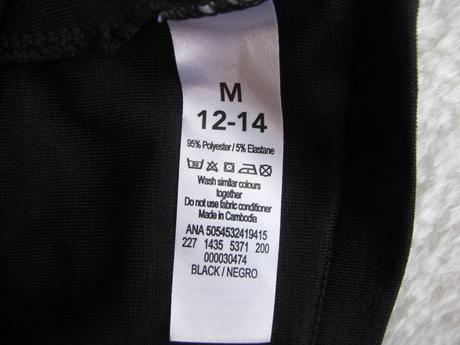 M
12-14
95% Polyester / 5% Elastane
Wash similar colours
together
Do not use fabric conditioner
Made in Cambodia
ANA 5054532419415
227 1435 5371 200
000030474
BLACK / NEGRO